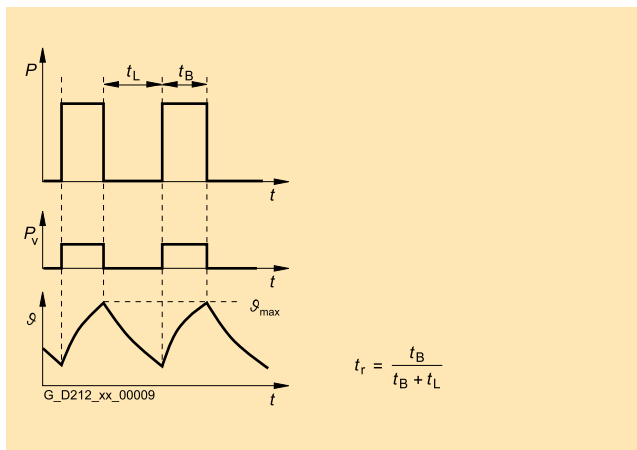 P
t_L t_B
t
P_v
t
ϑ
ϑ_max
t_r = t_B / (t_B + t_L)
G_D212_xx_00009
t